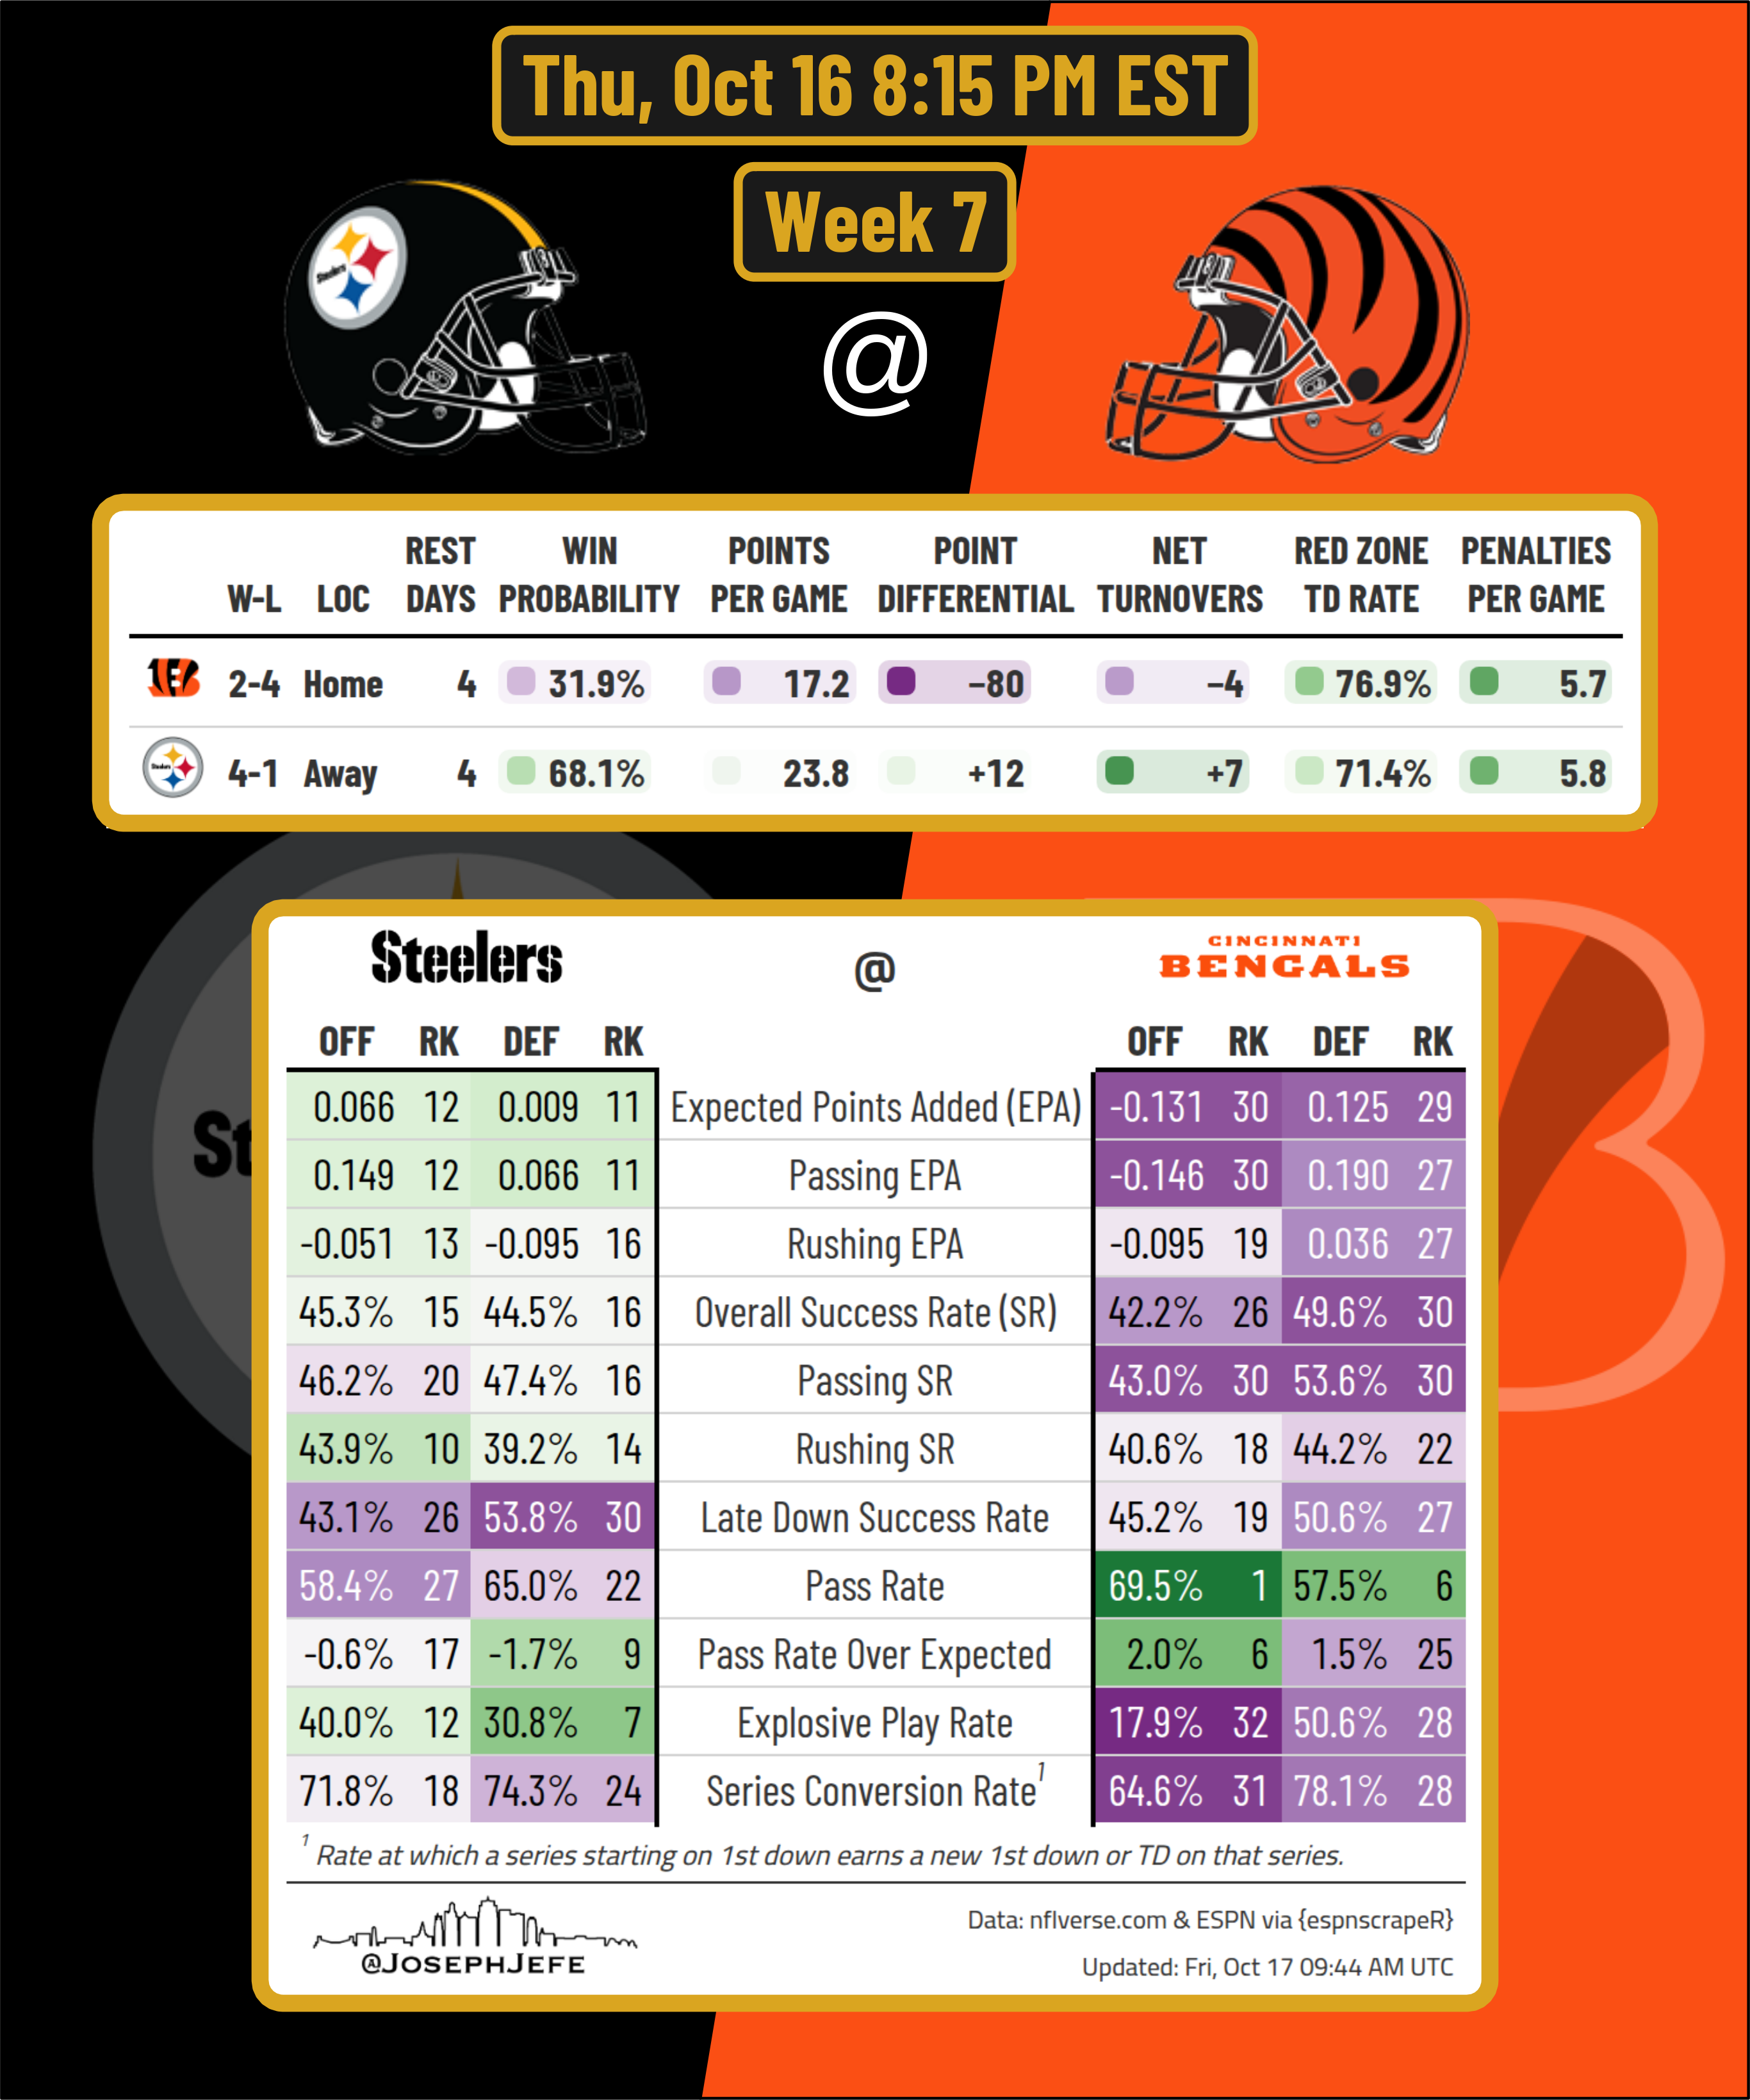 Thu, Oct 16 8:15 PM EST
Week 7
Steelers
@
REST WIN POINTS POINT NET RED ZONE PENALTIES
W-L LOC DAYS PROBABILITY PER GAME DIFFERENTIAL TURNOVERS TD RATE PER GAME
2-4 Home 4 31.9% 17.2 −80 −4 76.9% 5.7
Steelers 4-1 Away 4 68.1% 23.8 +12 +7 71.4% 5.8
Steelers @ CINCINNATI
BENGALS
OFF RK DEF RK OFF RK DEF RK
0.066 12 0.009 11 Expected Points Added (EPA) -0.131 30 0.125 29
St
0.149 12 0.066 11 Passing EPA -0.146 30 0.190 27
-0.051 13 -0.095 16 Rushing EPA -0.095 19 0.036 27
45.3% 15 44.5% 16 Overall Success Rate (SR) 42.2% 26 49.6% 30
46.2% 20 47.4% 16 Passing SR 43.0% 30 53.6% 30
43.9% 10 39.2% 14 Rushing SR 40.6% 18 44.2% 22
43.1% 26 53.8% 30 Late Down Success Rate 45.2% 19 50.6% 27
58.4% 27 65.0% 22 Pass Rate 69.5% 1 57.5% 6
-0.6% 17 -1.7% 9 Pass Rate Over Expected 2.0% 6 1.5% 25
40.0% 12 30.8% 7 Explosive Play Rate 17.9% 32 50.6% 28
71.8% 18 74.3% 24 Series Conversion Rate¹ 64.6% 31 78.1% 28
¹ Rate at which a series starting on 1st down earns a new 1st down or TD on that series.
@JOSEPHJEFE
Data: nflverse.com & ESPN via {espnscrapeR}
Updated: Fri, Oct 17 09:44 AM UTC